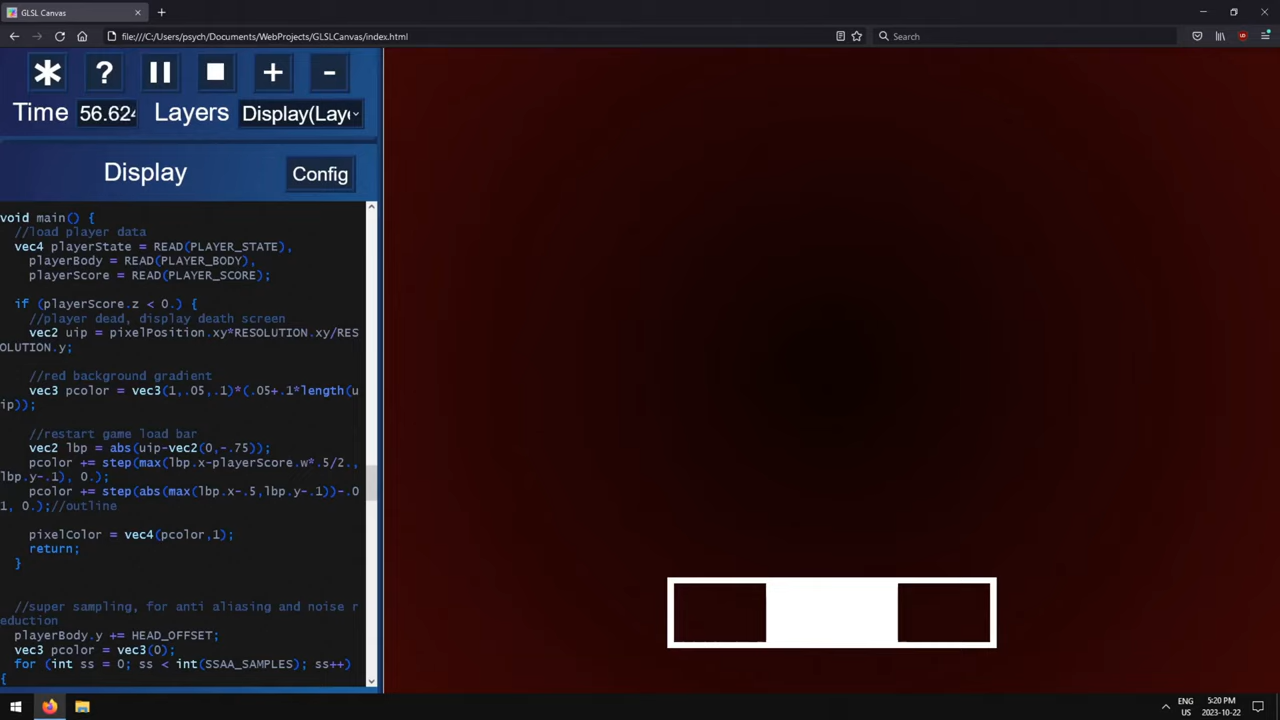 GLSL Canvas
file:///C:/Users/psych/Documents/WebProjects/GLSLCanvas/index.html
Search
? + -
Time 56.624 Layers Display(Laye
Display Config
void main() {
//load player data
vec4 playerState = READ(PLAYER_STATE),
playerBody = READ(PLAYER_BODY),
playerScore = READ(PLAYER_SCORE);
if (playerScore.z < 0.) {
//player dead, display death screen
vec2 uip = pixelPosition.xy*RESOLUTION.xy/RES
OLUTION.y;
//red background gradient
vec3 pcolor = vec3(1,.05,.1)*(.05+.1*length(u
ip));
//restart game load bar
vec2 lbp = abs(uip-vec2(0,-.75));
pcolor += step(max(lbp.x-playerScore.w*.5/2.,
lbp.y-.1), 0.);
pcolor += step(abs(max(lbp.x-.5,lbp.y-.1))-.0
1, 0.);//outline
pixelColor = vec4(pcolor,1);
return;
}
//super sampling, for anti aliasing and noise r
eduction
playerBody.y += HEAD_OFFSET;
vec3 pcolor = vec3(0);
for (int ss = 0; ss < int(SSAA_SAMPLES); ss++)
{
ENG
US
5:20 PM
2023-10-22